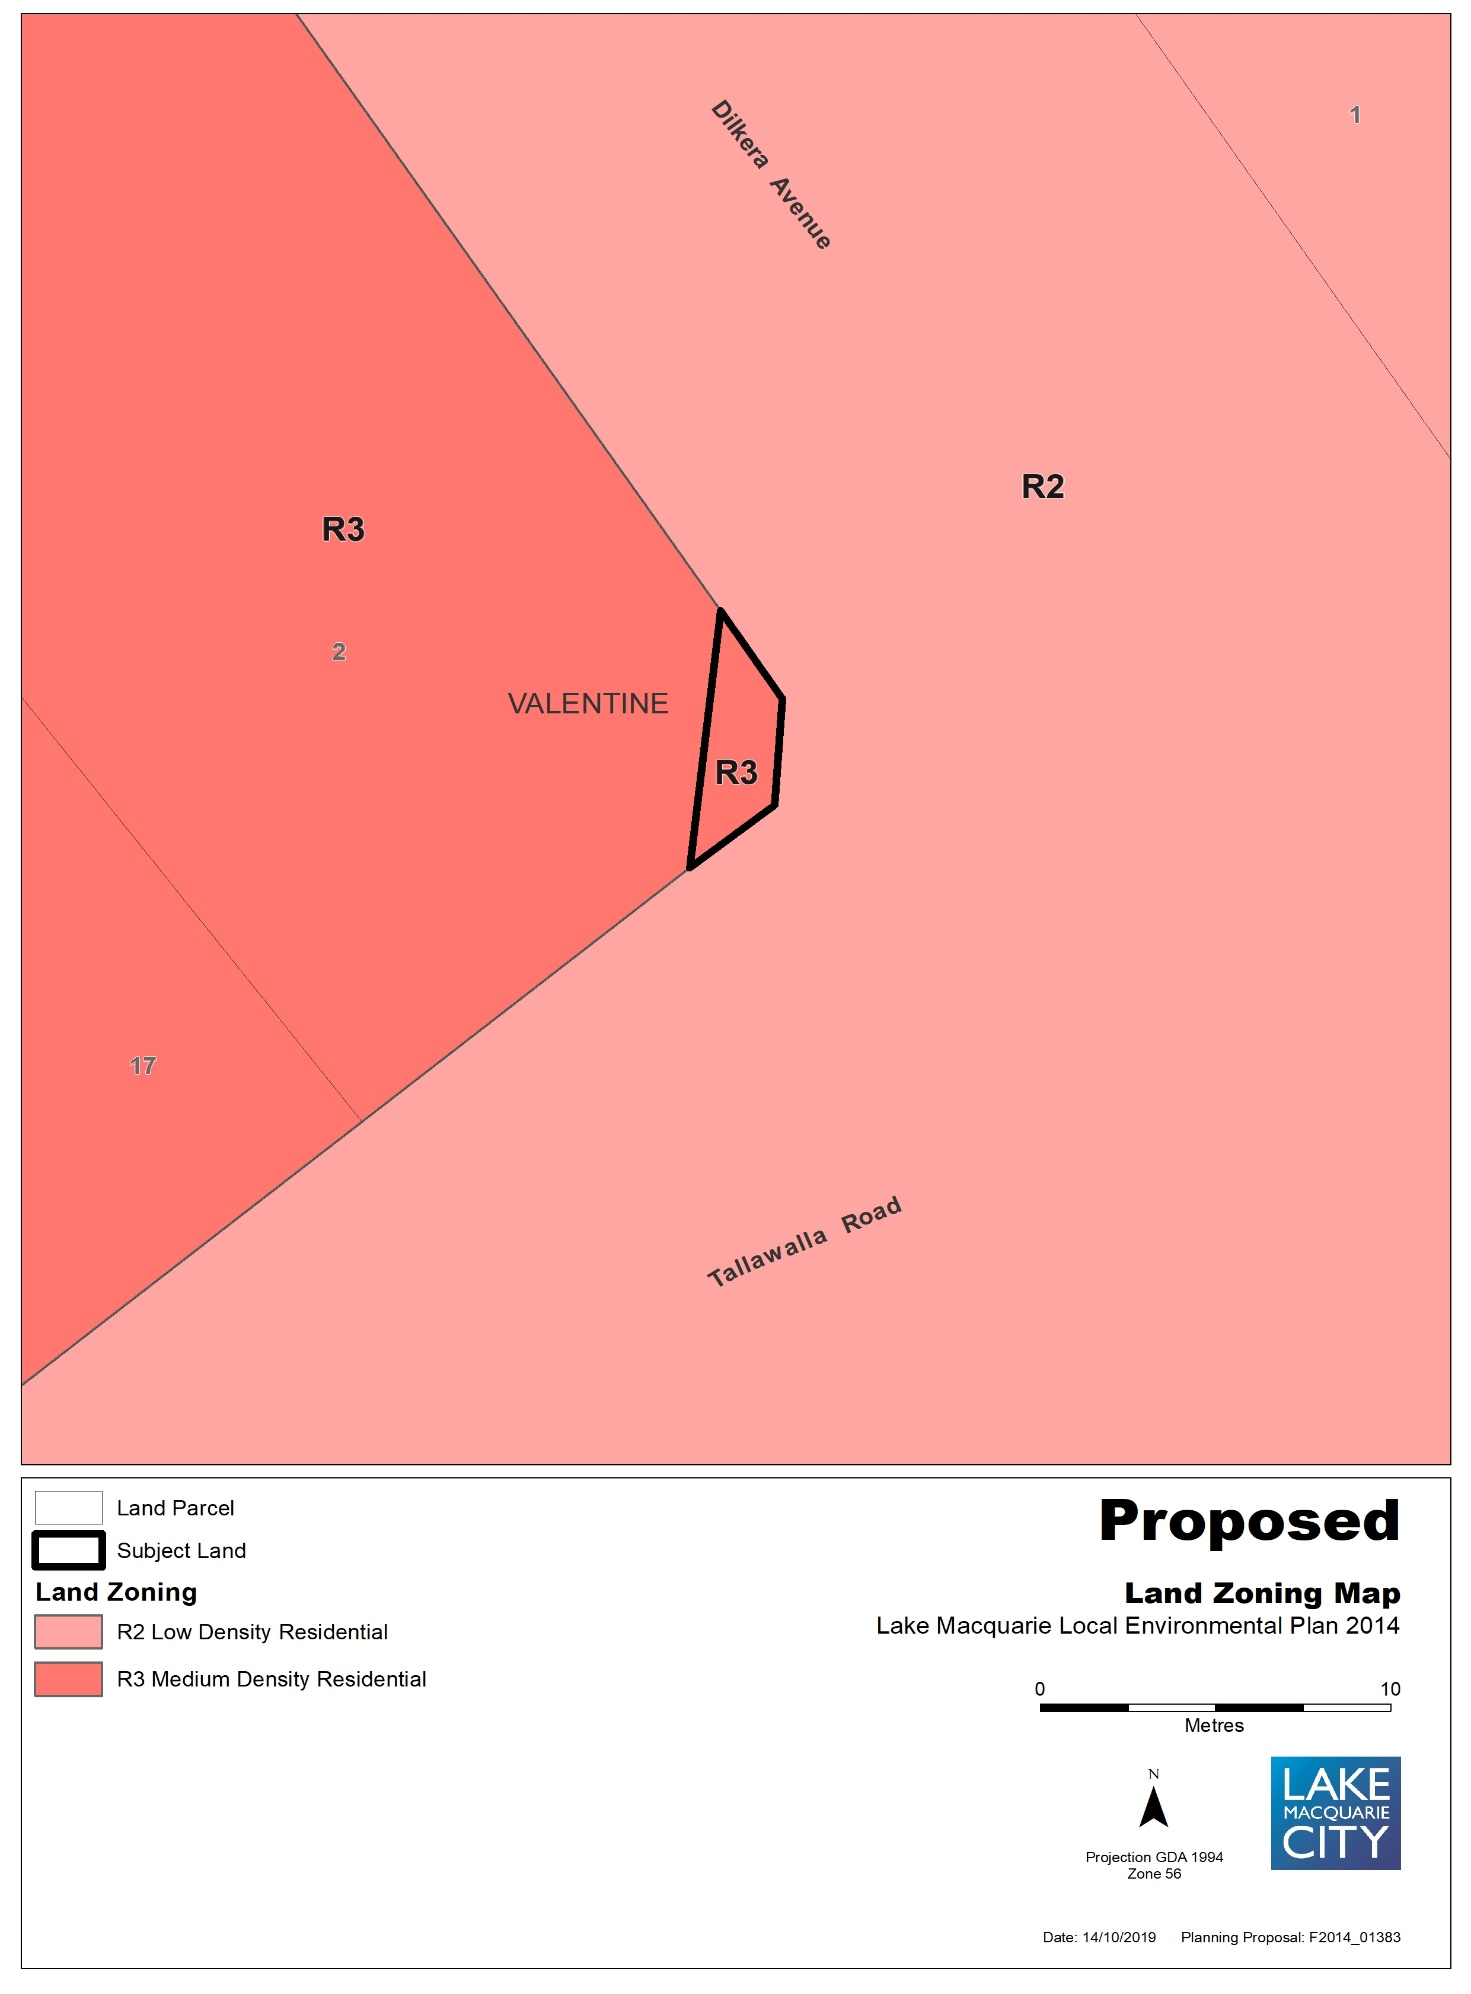 Dilkera Avenue
1
R2
R3
2
VALENTINE
R3
17
Tallawalla Road
Land Parcel
Subject Land
Land Zoning
R2 Low Density Residential
R3 Medium Density Residential
Proposed
Land Zoning Map
Lake Macquarie Local Environmental Plan 2014
0 10
Metres
N
Projection GDA 1994
Zone 56
LAKE
MACQUARIE
CITY
Date: 14/10/2019 Planning Proposal: F2014_01383